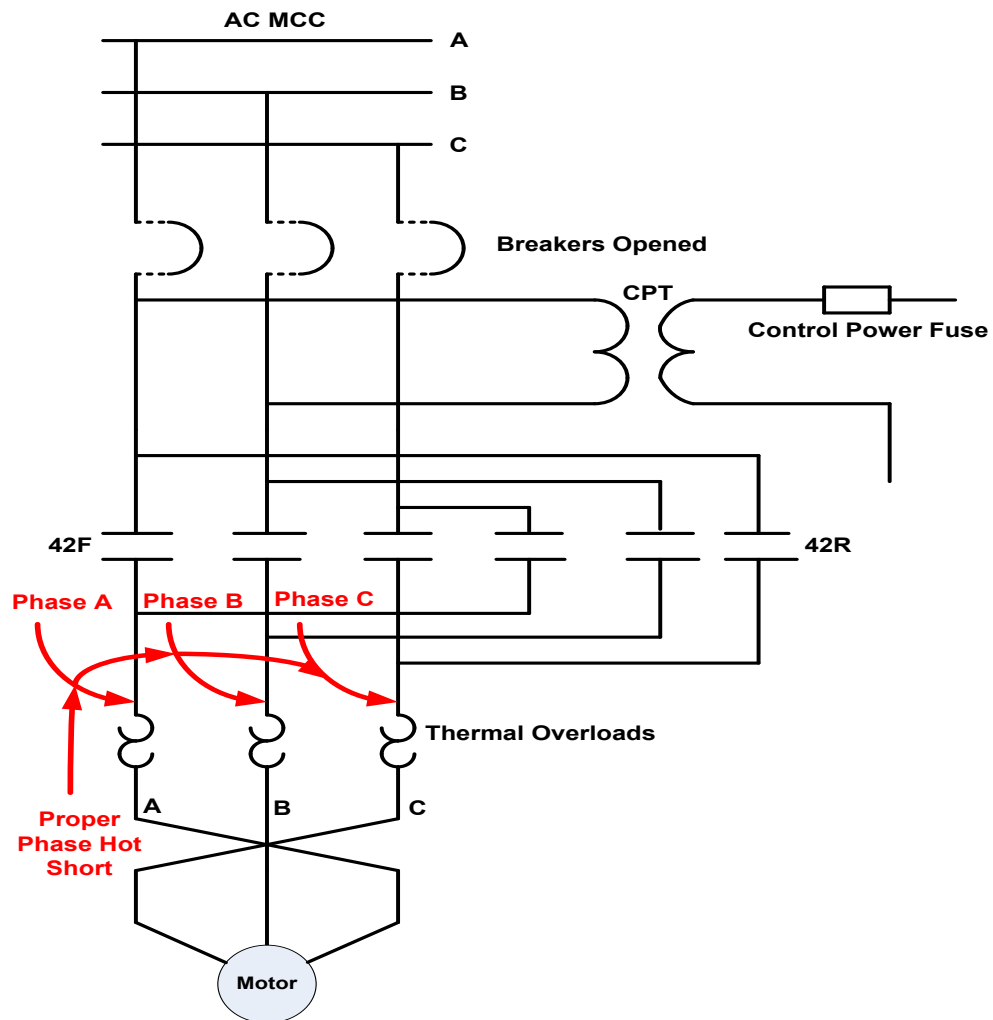 AC MCC
A
B
C
Breakers Opened
CPT
Control Power Fuse
42F
42R
Phase A
Phase B
Phase C
Thermal Overloads
A
B
C
Proper
Phase Hot
Short
Motor